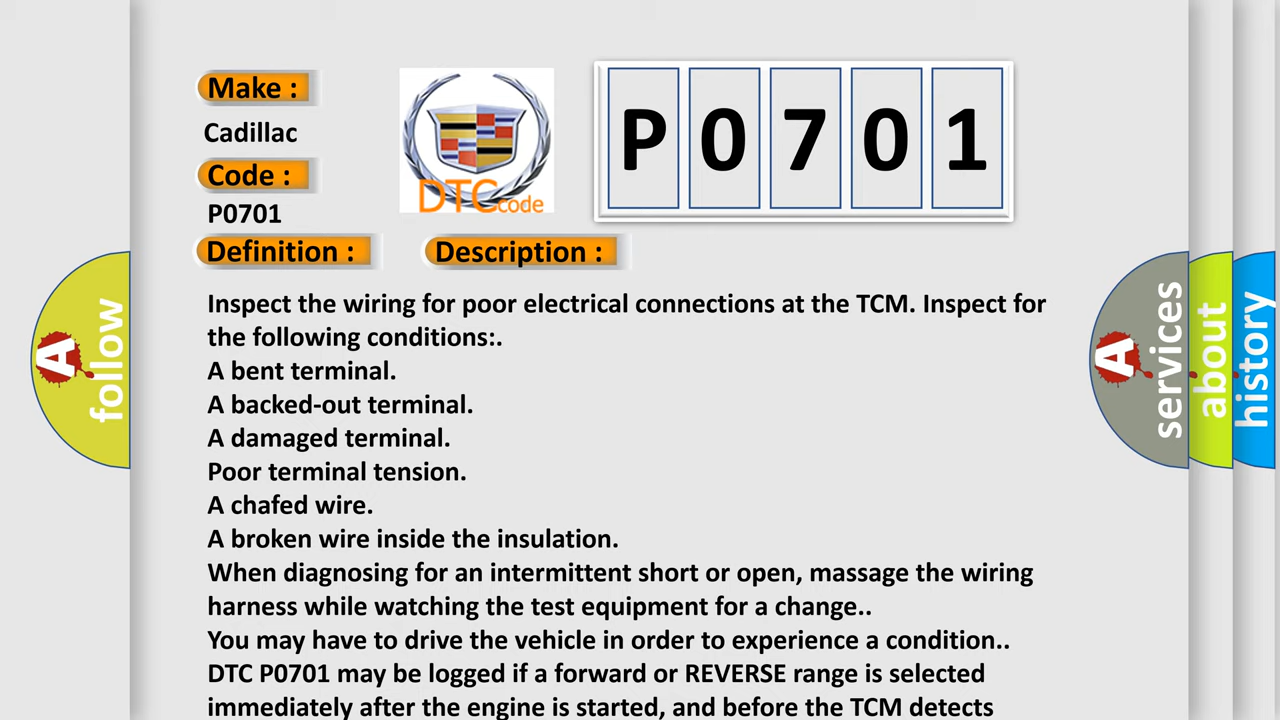 Make :
Cadillac
Code :
P0701
Definition :
Description :
DTC code
P 0 7 0 1
Inspect the wiring for poor electrical connections at the TCM. Inspect for
the following conditions:.
A bent terminal.
A backed-out terminal.
A damaged terminal.
Poor terminal tension.
A chafed wire.
A broken wire inside the insulation.
When diagnosing for an intermittent short or open, massage the wiring
harness while watching the test equipment for a change..
You may have to drive the vehicle in order to experience a condition..
DTC P0701 may be logged if a forward or REVERSE range is selected
immediately after the engine is started, and before the TCM detects
A
follow
A
services
about
history